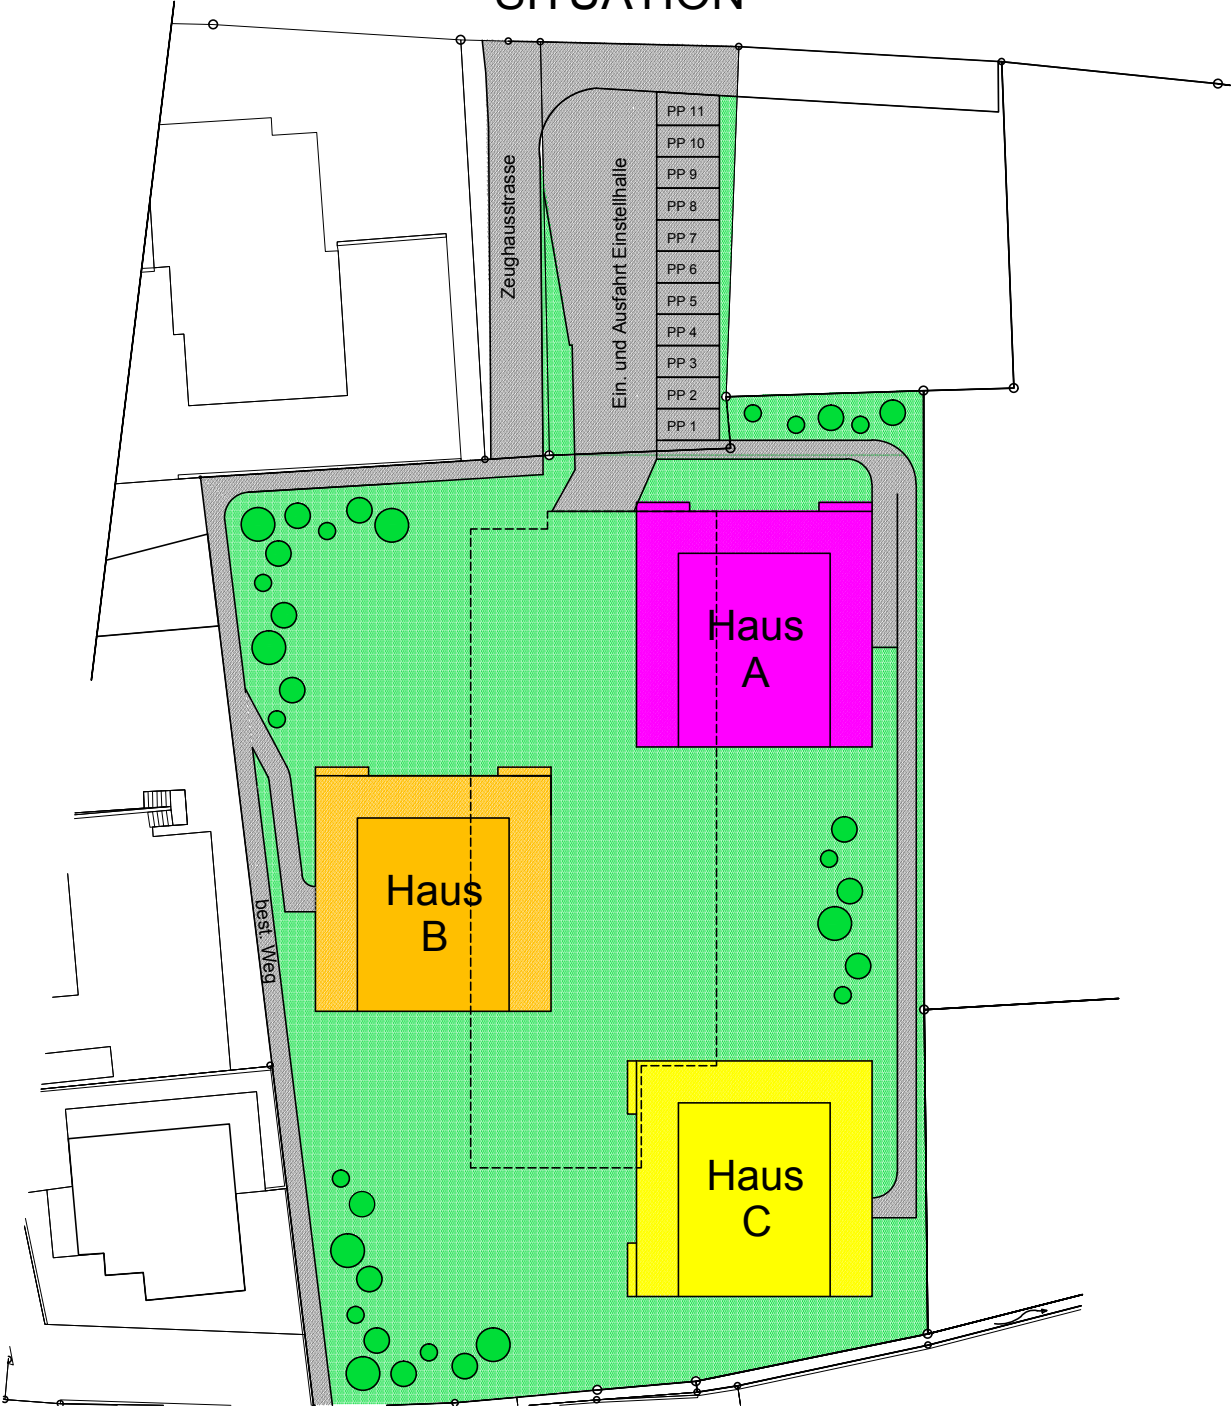 SITUATION
PP 11
PP 10
PP 9
PP 8
PP 7
PP 6
PP 5
PP 4
PP 3
PP 2
PP 1
Zeughausstrasse
Ein. und Ausfahrt Einstellhalle
Haus
A
Haus
B
best. Weg
Haus
C